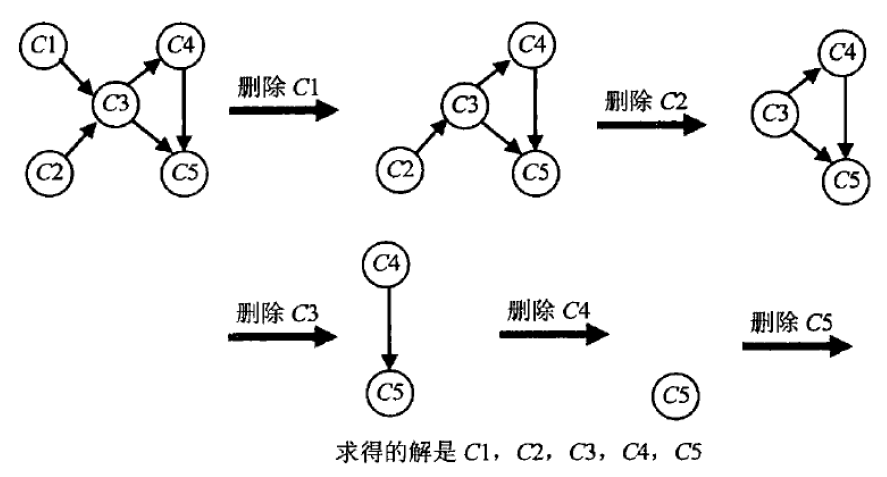 C1 C4 C3 C2 C5
删除 C1
C4 C3 C2 C5
删除 C2
C4 C3 C5
删除 C3
C4 C5
删除 C4
C5
删除 C5
求得的解是 C1，C2，C3，C4，C5